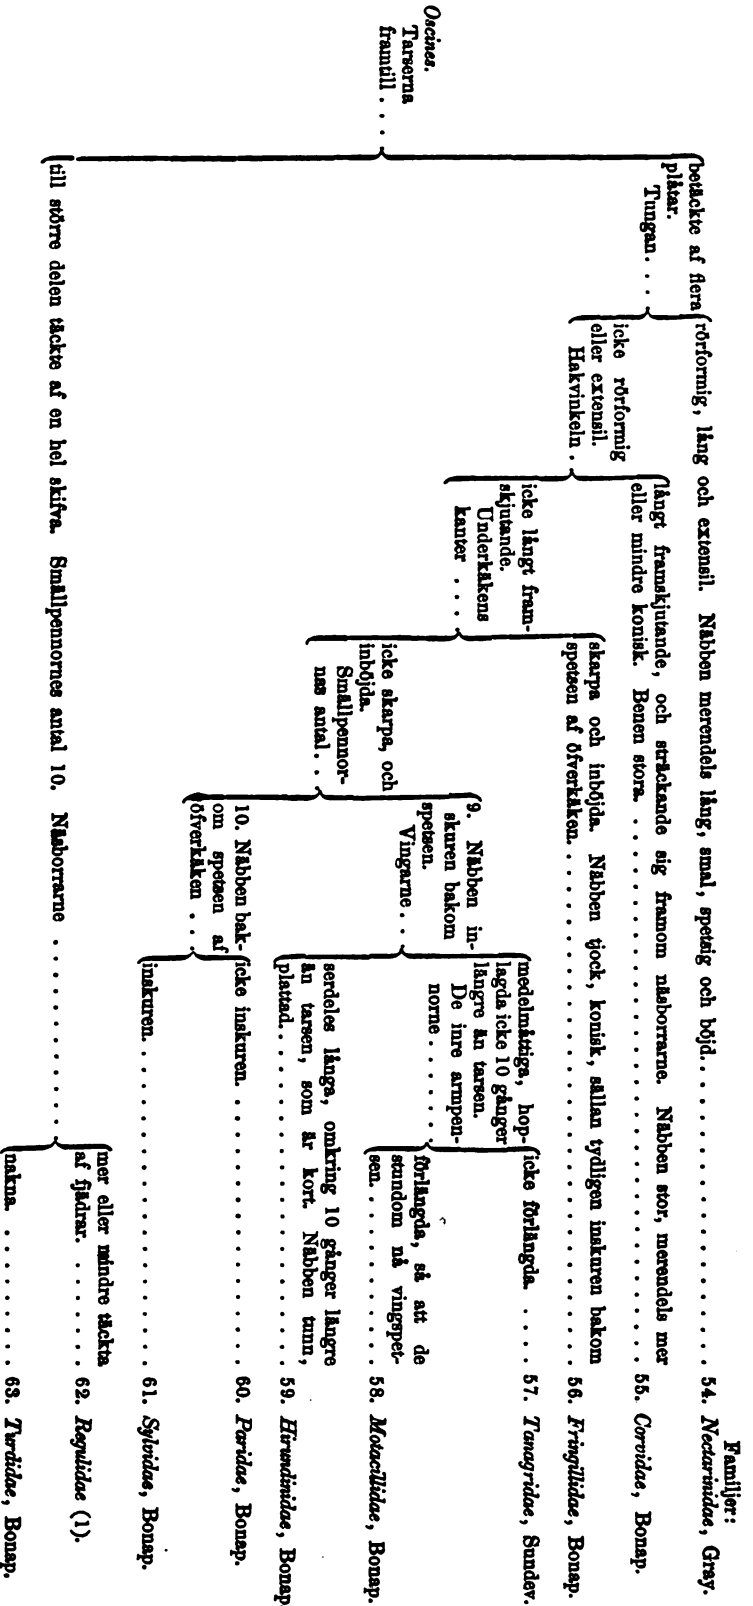 Familjer:
Oscines.
Tarserna
framtill . . . .
betäckte af flera
plåtar.
Tungan. . . .
rörformig, lång och extensil. Näbben merendels lång, smal, spetsig och böjd. . . . . . . . . . . . . . . . . . . . 54. Nectarinidae, Gray.
icke rörformig
eller extensil.
Hakvinkeln .
långt framskjutande, och sträckande sig framom näsborrarne. Näbben stor, merendels mer
eller mindre konisk. Benen stora. . . . . . . . . . . . . . . . . . . . . . . . . . . . . . 55. Corvidae, Bonap.
icke långt fram-
skjutande.
Underkäkens
kanter . . . .
skarpa och inböjda. Näbben tjock, konisk, sällan tydligen inskuren bakom
spetsen af öfverkäken. . . . . . . . . . . . . . . . . . . . . . . . . . . . . . 56. Fringillidae, Bonap.
icke skarpa, och
inböjda.
Smällpennor-
nas antal. . .
9. Näbben in-
skuren bakom
spetsen.
Vingarne . . .
medelmåttiga, hop-
lagda icke 10 gånger
längre än tarsen.
De inre armpen-
norne . . . . . . .
icke förlängda. . . . . 57. Tanagridae, Sundev.
förlängda, så att de
stundom nå vingspet-
sen. . . . . . . . . . . 58. Motacillidae, Bonap.
serdeles långa, omkring 10 gånger längre
än tarsen, som är kort. Näbben tunn,
plattad. . . . . . . . . . . . . . . . . . . . 59. Hirundinidae, Bonap
10. Näbben bak-
om spetsen af
öfverkäken . . .
icke inskuren. . . . . . . . . . . . . . . . . . 60. Paridae, Bonap.
inskuren. . . . . . . . . . . . . . . . . . . . . 61. Sylvidae, Bonap.
till större delen täckte af en hel skifva. Smällpennornes antal 10. Näsborrarne . . . . . . . . . . . . .
mer eller mindre täckta
af fjädrar. . . . . . . . 62. Regulidae (1).
nakna. . . . . . . . . . 63. Turdidae, Bonap.